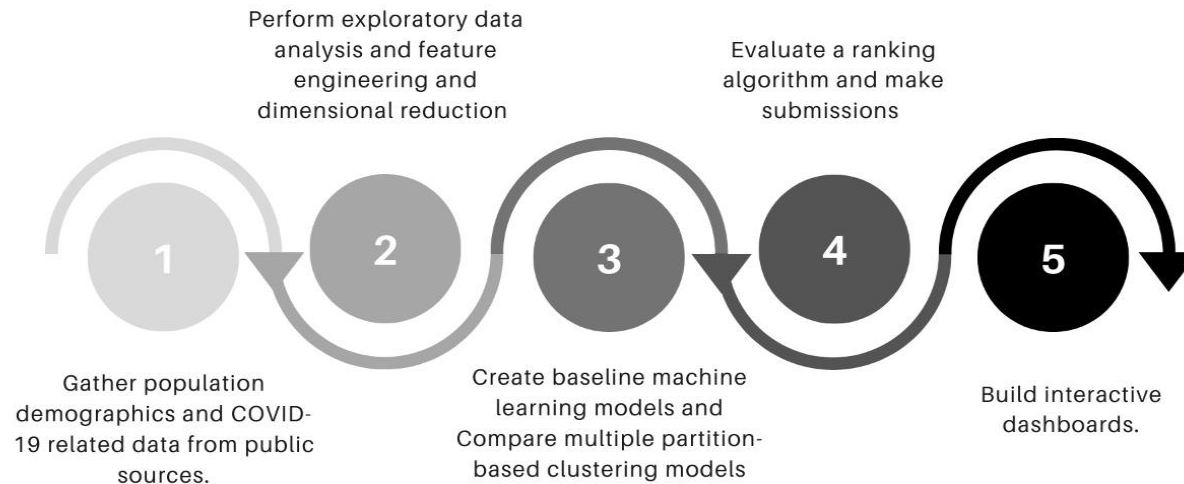 Perform exploratory data
analysis and feature
engineering and
dimensional reduction
Evaluate a ranking
algorithm and make
submissions
1
2
3
4
5
Gather population
demographics and COVID-
19 related data from public
sources.
Create baseline machine
learning models and
Compare multiple partition-
based clustering models
Build interactive
dashboards.